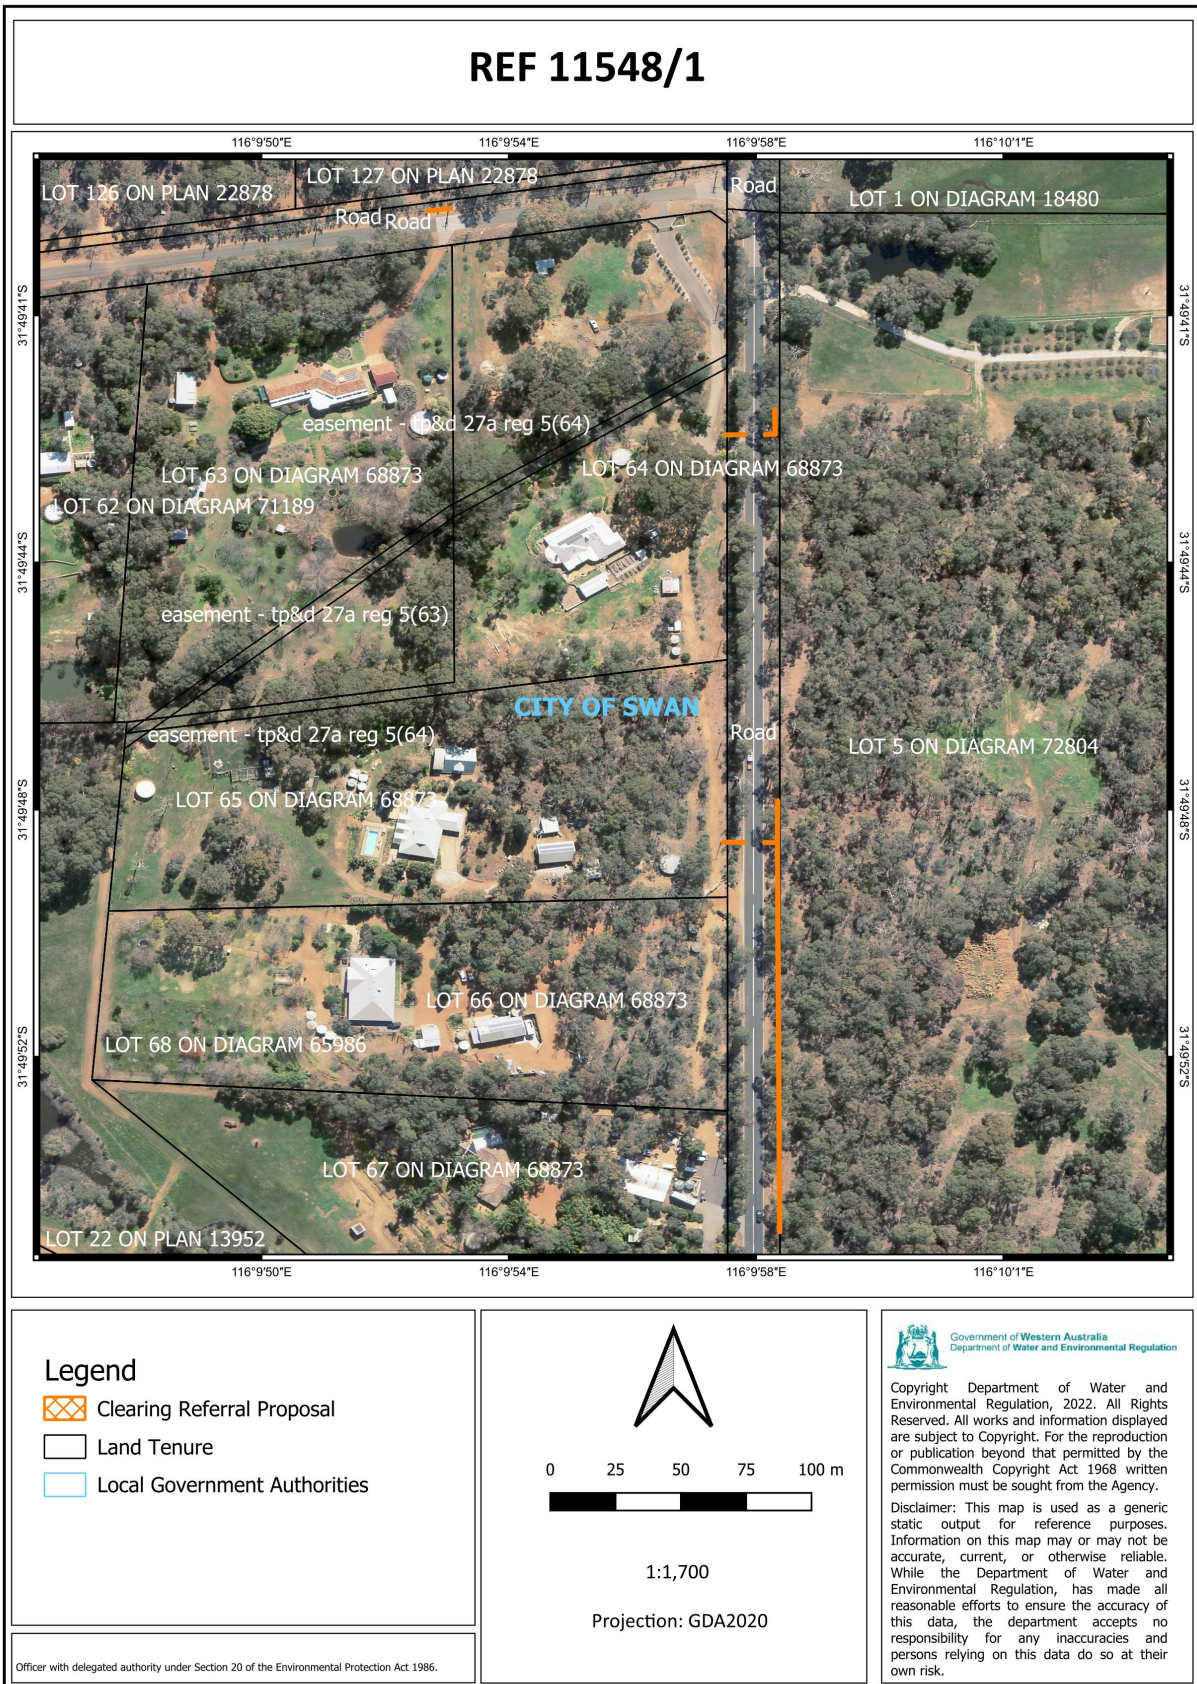 REF 11548/1
116°9'50"E 116°9'54"E 116°9'58"E 116°10'1"E
LOT 126 ON PLAN 22878
LOT 127 ON PLAN 22878
Road
LOT 1 ON DIAGRAM 18480
Road
Road
31°49'41"S
31°49'41"S
easement - tp&d 27a reg 5(64)
LOT 63 ON DIAGRAM 68873
LOT 64 ON DIAGRAM 68873
LOT 62 ON DIAGRAM 71189
31°49'44"S
31°49'44"S
easement - tp&d 27a reg 5(63)
CITY OF SWAN
easement - tp&d 27a reg 5(64)
Road
LOT 5 ON DIAGRAM 72804
LOT 65 ON DIAGRAM 68873
31°49'48"S
31°49'48"S
LOT 66 ON DIAGRAM 68873
LOT 68 ON DIAGRAM 65986
31°49'52"S
31°49'52"S
LOT 67 ON DIAGRAM 68873
LOT 22 ON PLAN 13952
116°9'50"E 116°9'54"E 116°9'58"E 116°10'1"E
Legend
Clearing Referral Proposal
Land Tenure
Local Government Authorities
Officer with delegated authority under Section 20 of the Environmental Protection Act 1986.
0 25 50 75 100 m
1:1,700
Projection: GDA2020
Government of Western Australia
Department of Water and Environmental Regulation
Copyright Department of Water and
Environmental Regulation, 2022. All Rights
Reserved. All works and information displayed
are subject to Copyright. For the reproduction
or publication beyond that permitted by the
Commonwealth Copyright Act 1968 written
permission must be sought from the Agency.
Disclaimer: This map is used as a generic
static output for reference purposes.
Information on this map may or may not be
accurate, current, or otherwise reliable.
While the Department of Water and
Environmental Regulation, has made all
reasonable efforts to ensure the accuracy of
this data, the department accepts no
responsibility for any inaccuracies and
persons relying on this data do so at their
own risk.